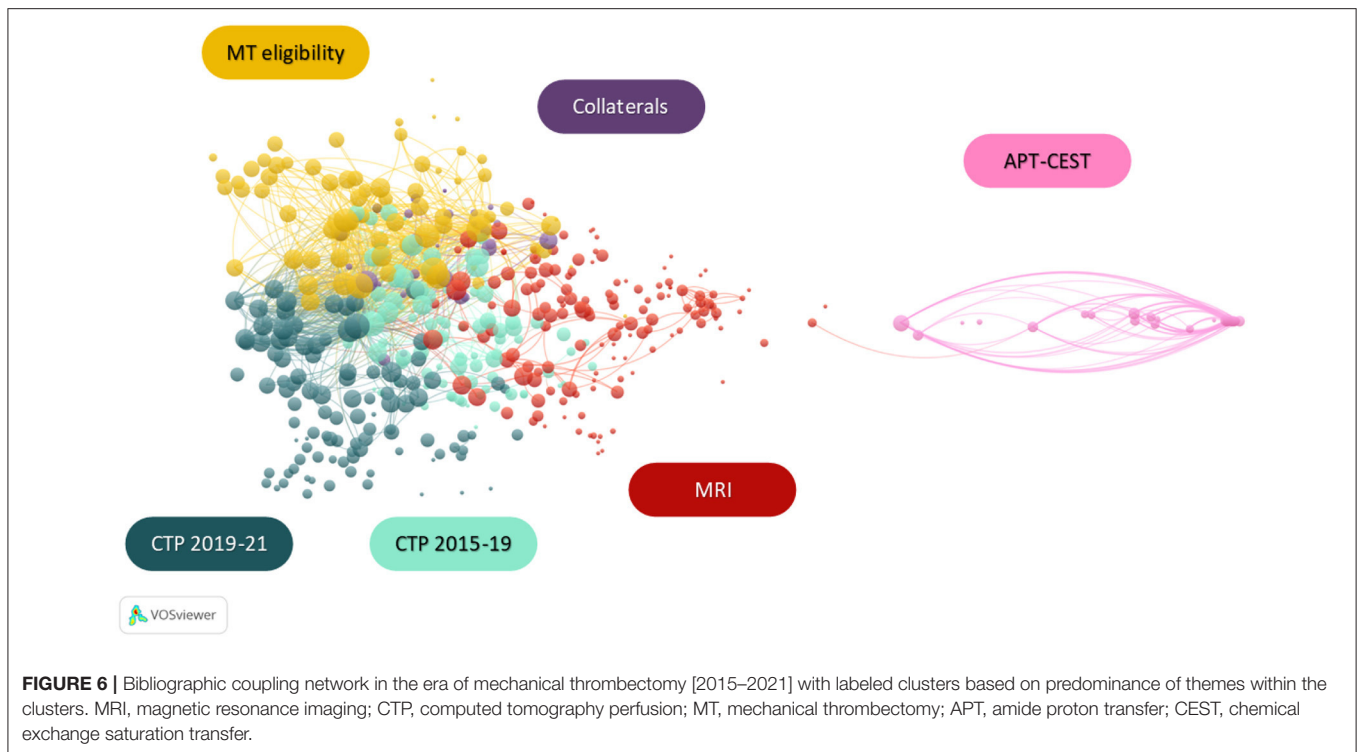 MT eligibility
Collaterals
APT-CEST
MRI
CTP 2019-21
CTP 2015-19
VOSviewer
FIGURE 6 | Bibliographic coupling network in the era of mechanical thrombectomy [2015–2021] with labeled clusters based on predominance of themes within the
clusters. MRI, magnetic resonance imaging; CTP, computed tomography perfusion; MT, mechanical thrombectomy; APT, amide proton transfer; CEST, chemical
exchange saturation transfer.